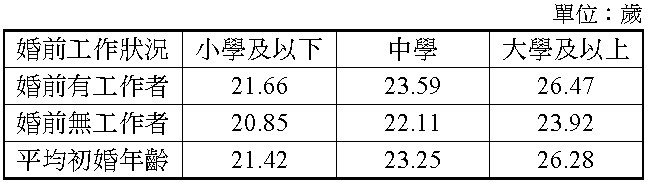 單位：歲
婚前工作狀況 小學及以下 中學 大學及以上
婚前有工作者 21.66 23.59 26.47
婚前無工作者 20.85 22.11 23.92
平均初婚年齡 21.42 23.25 26.28